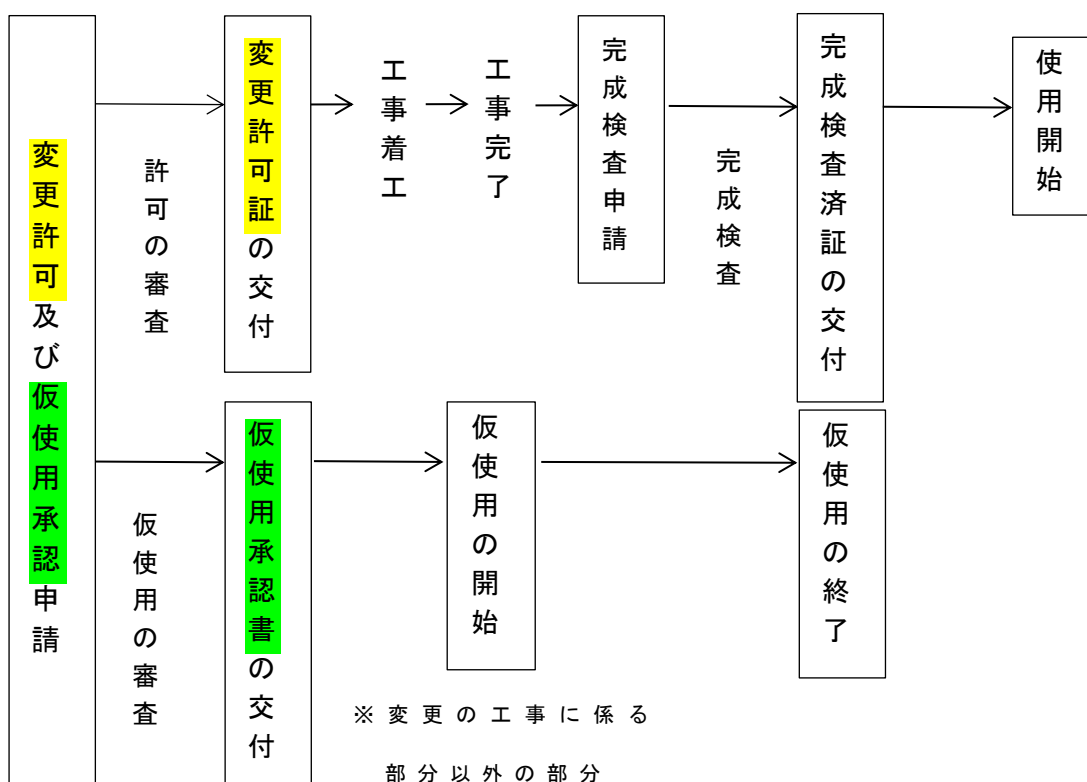 変更許可及び仮使用承認申請
許可の審査
変更許可証の交付
工事着工
工事完了
完成検査申請
完成検査
完成検査済証の交付
使用開始
仮使用の審査
仮使用承認書の交付
仮使用の開始
仮使用の終了
※変更の工事に係る
部分以外の部分